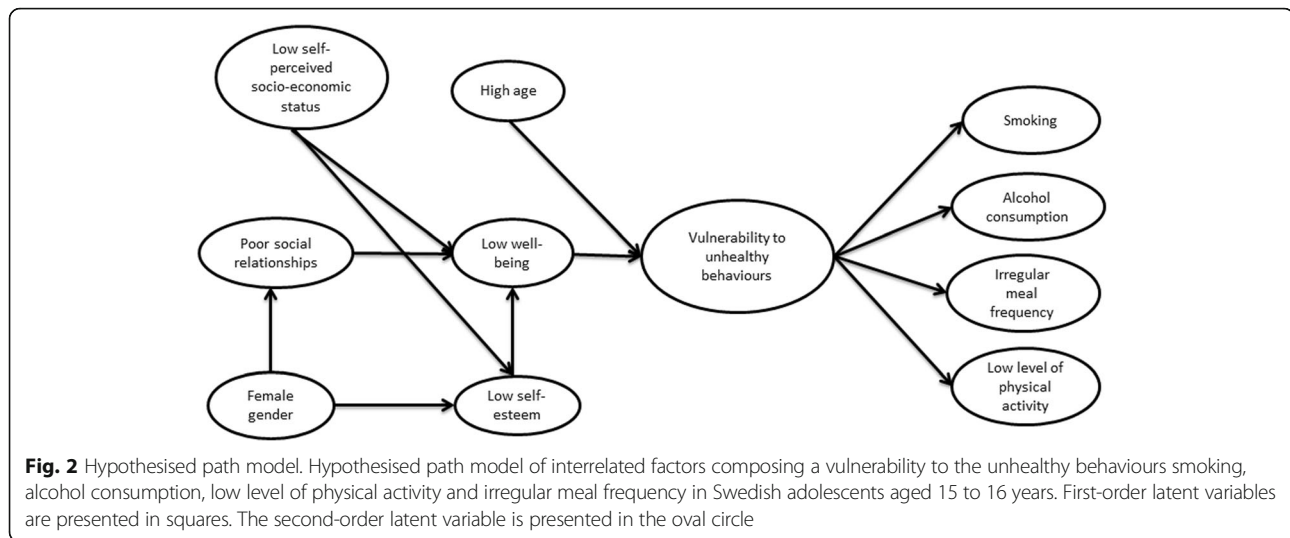 Low self-
perceived
socio-economic
status
High age
Smoking
Alcohol
consumption
Poor social
relationships
Low well-
being
Vulnerability to
unhealthy
behaviours
Irregular
meal
frequency
Low level of
physical
activity
Female
gender
Low self-
esteem
Fig. 2 Hypothesised path model. Hypothesised path model of interrelated factors composing a vulnerability to the unhealthy behaviours smoking,
alcohol consumption, low level of physical activity and irregular meal frequency in Swedish adolescents aged 15 to 16 years. First-order latent variables
are presented in squares. The second-order latent variable is presented in the oval circle